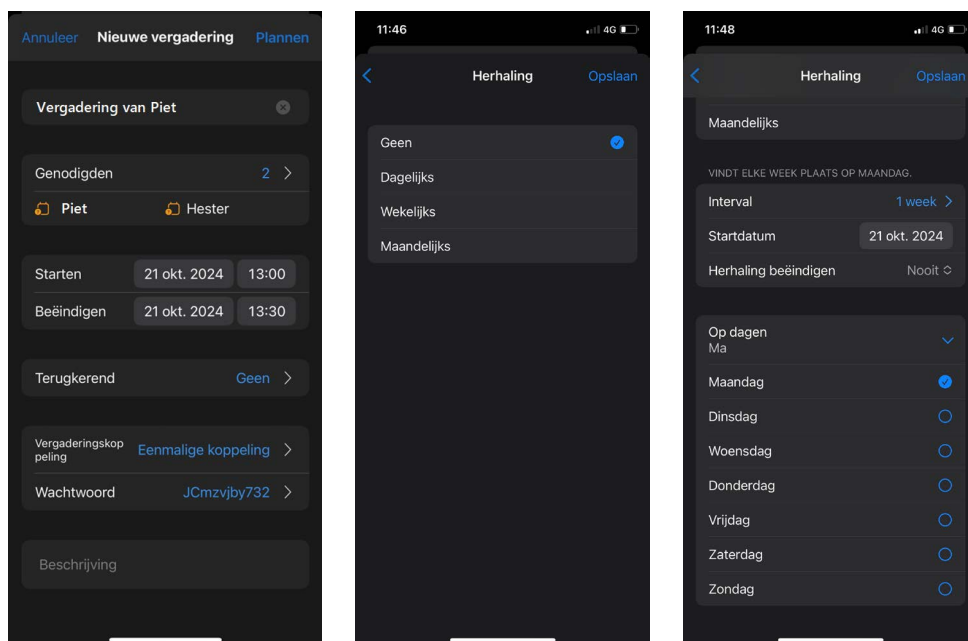 Annuleer Nieuwe vergadering Plannen
Vergadering van Piet
Genodigden 2
Piet Hester
Starten 21 okt. 2024 13:00
Beëindigen 21 okt. 2024 13:30
Terugkerend Geen
Vergaderingskop
peling Eenmalige koppeling
Wachtwoord JCmzvjby732
Beschrijving
11:46 4G
Herhaling Opslaan
Geen
Dagelijks
Wekelijks
Maandelijks
11:48 4G
Herhaling Opslaan
Maandelijks
VINDT ELKE WEEK PLAATS OP MAANDAG.
Interval 1 week
Startdatum 21 okt. 2024
Herhaling beëindigen Nooit
Op dagen
Ma
Maandag
Dinsdag
Woensdag
Donderdag
Vrijdag
Zaterdag
Zondag